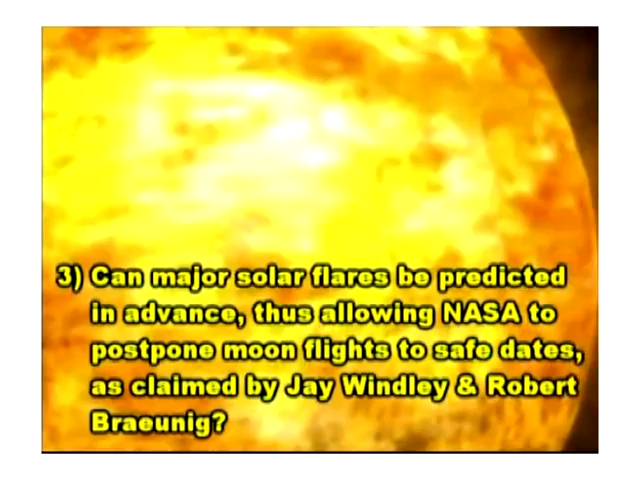 3) Can major solar flares be predicted
in advance, thus allowing NASA to
postpone moon flights to safe dates,
as claimed by Jay Windley & Robert
Braeunig?